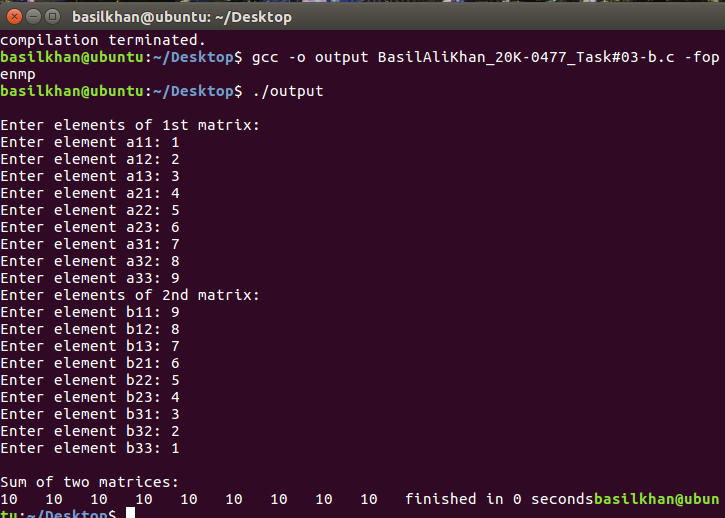 basilkhan@ubuntu: ~/Desktop
compilation terminated.
basilkhan@ubuntu:~/Desktop$ gcc -o output BasilAliKhan_20K-0477_Task#03-b.c -fop
enmp
basilkhan@ubuntu:~/Desktop$ ./output
Enter elements of 1st matrix:
Enter element a11: 1
Enter element a12: 2
Enter element a13: 3
Enter element a21: 4
Enter element a22: 5
Enter element a23: 6
Enter element a31: 7
Enter element a32: 8
Enter element a33: 9
Enter elements of 2nd matrix:
Enter element b11: 9
Enter element b12: 8
Enter element b13: 7
Enter element b21: 6
Enter element b22: 5
Enter element b23: 4
Enter element b31: 3
Enter element b32: 2
Enter element b33: 1
Sum of two matrices:
10   10   10   10   10   10   10   10   10   finished in 0 secondsbasilkhan@ubun
tu:~/Desktop$